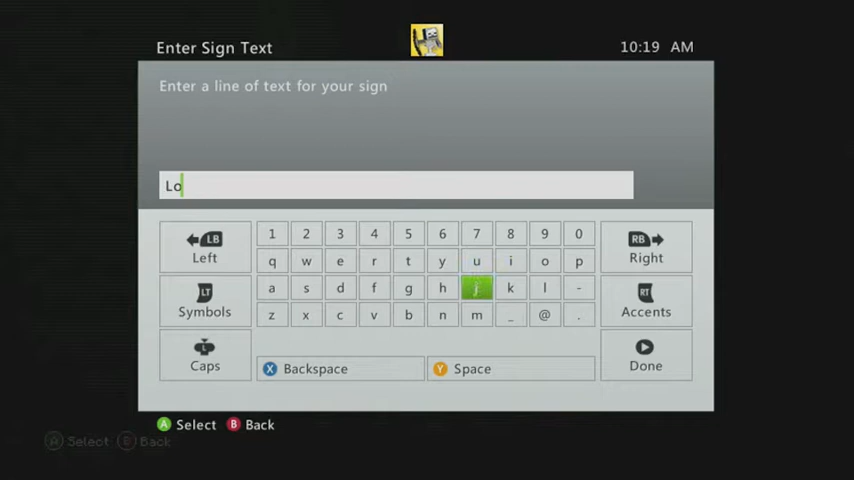 Enter Sign Text
10:19 AM
Enter a line of text for your sign
Lo
LB
Left
1 2 3 4 5 6 7 8 9 0
RB
Right
q w e r t y u i o p
LT
Symbols
a s d f g h j k l -
RT
Accents
z x c v b n m _ @ .
L
Caps
X Backspace
Y Space
Done
A Select B Back
A Select B Back